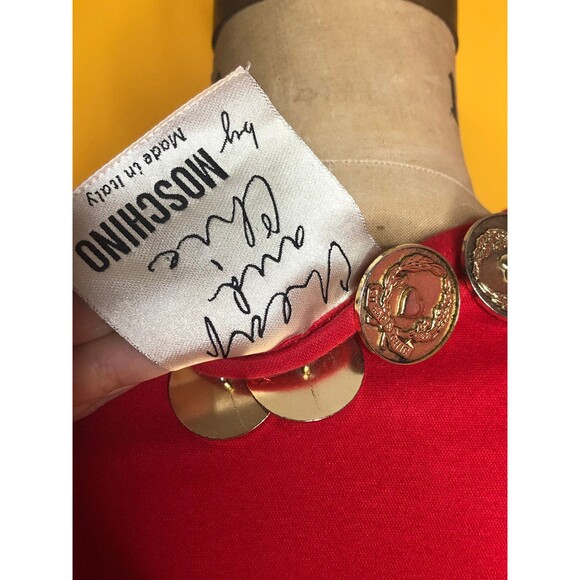 Cheap
and
Chic
by
MOSCHINO
Made in Italy